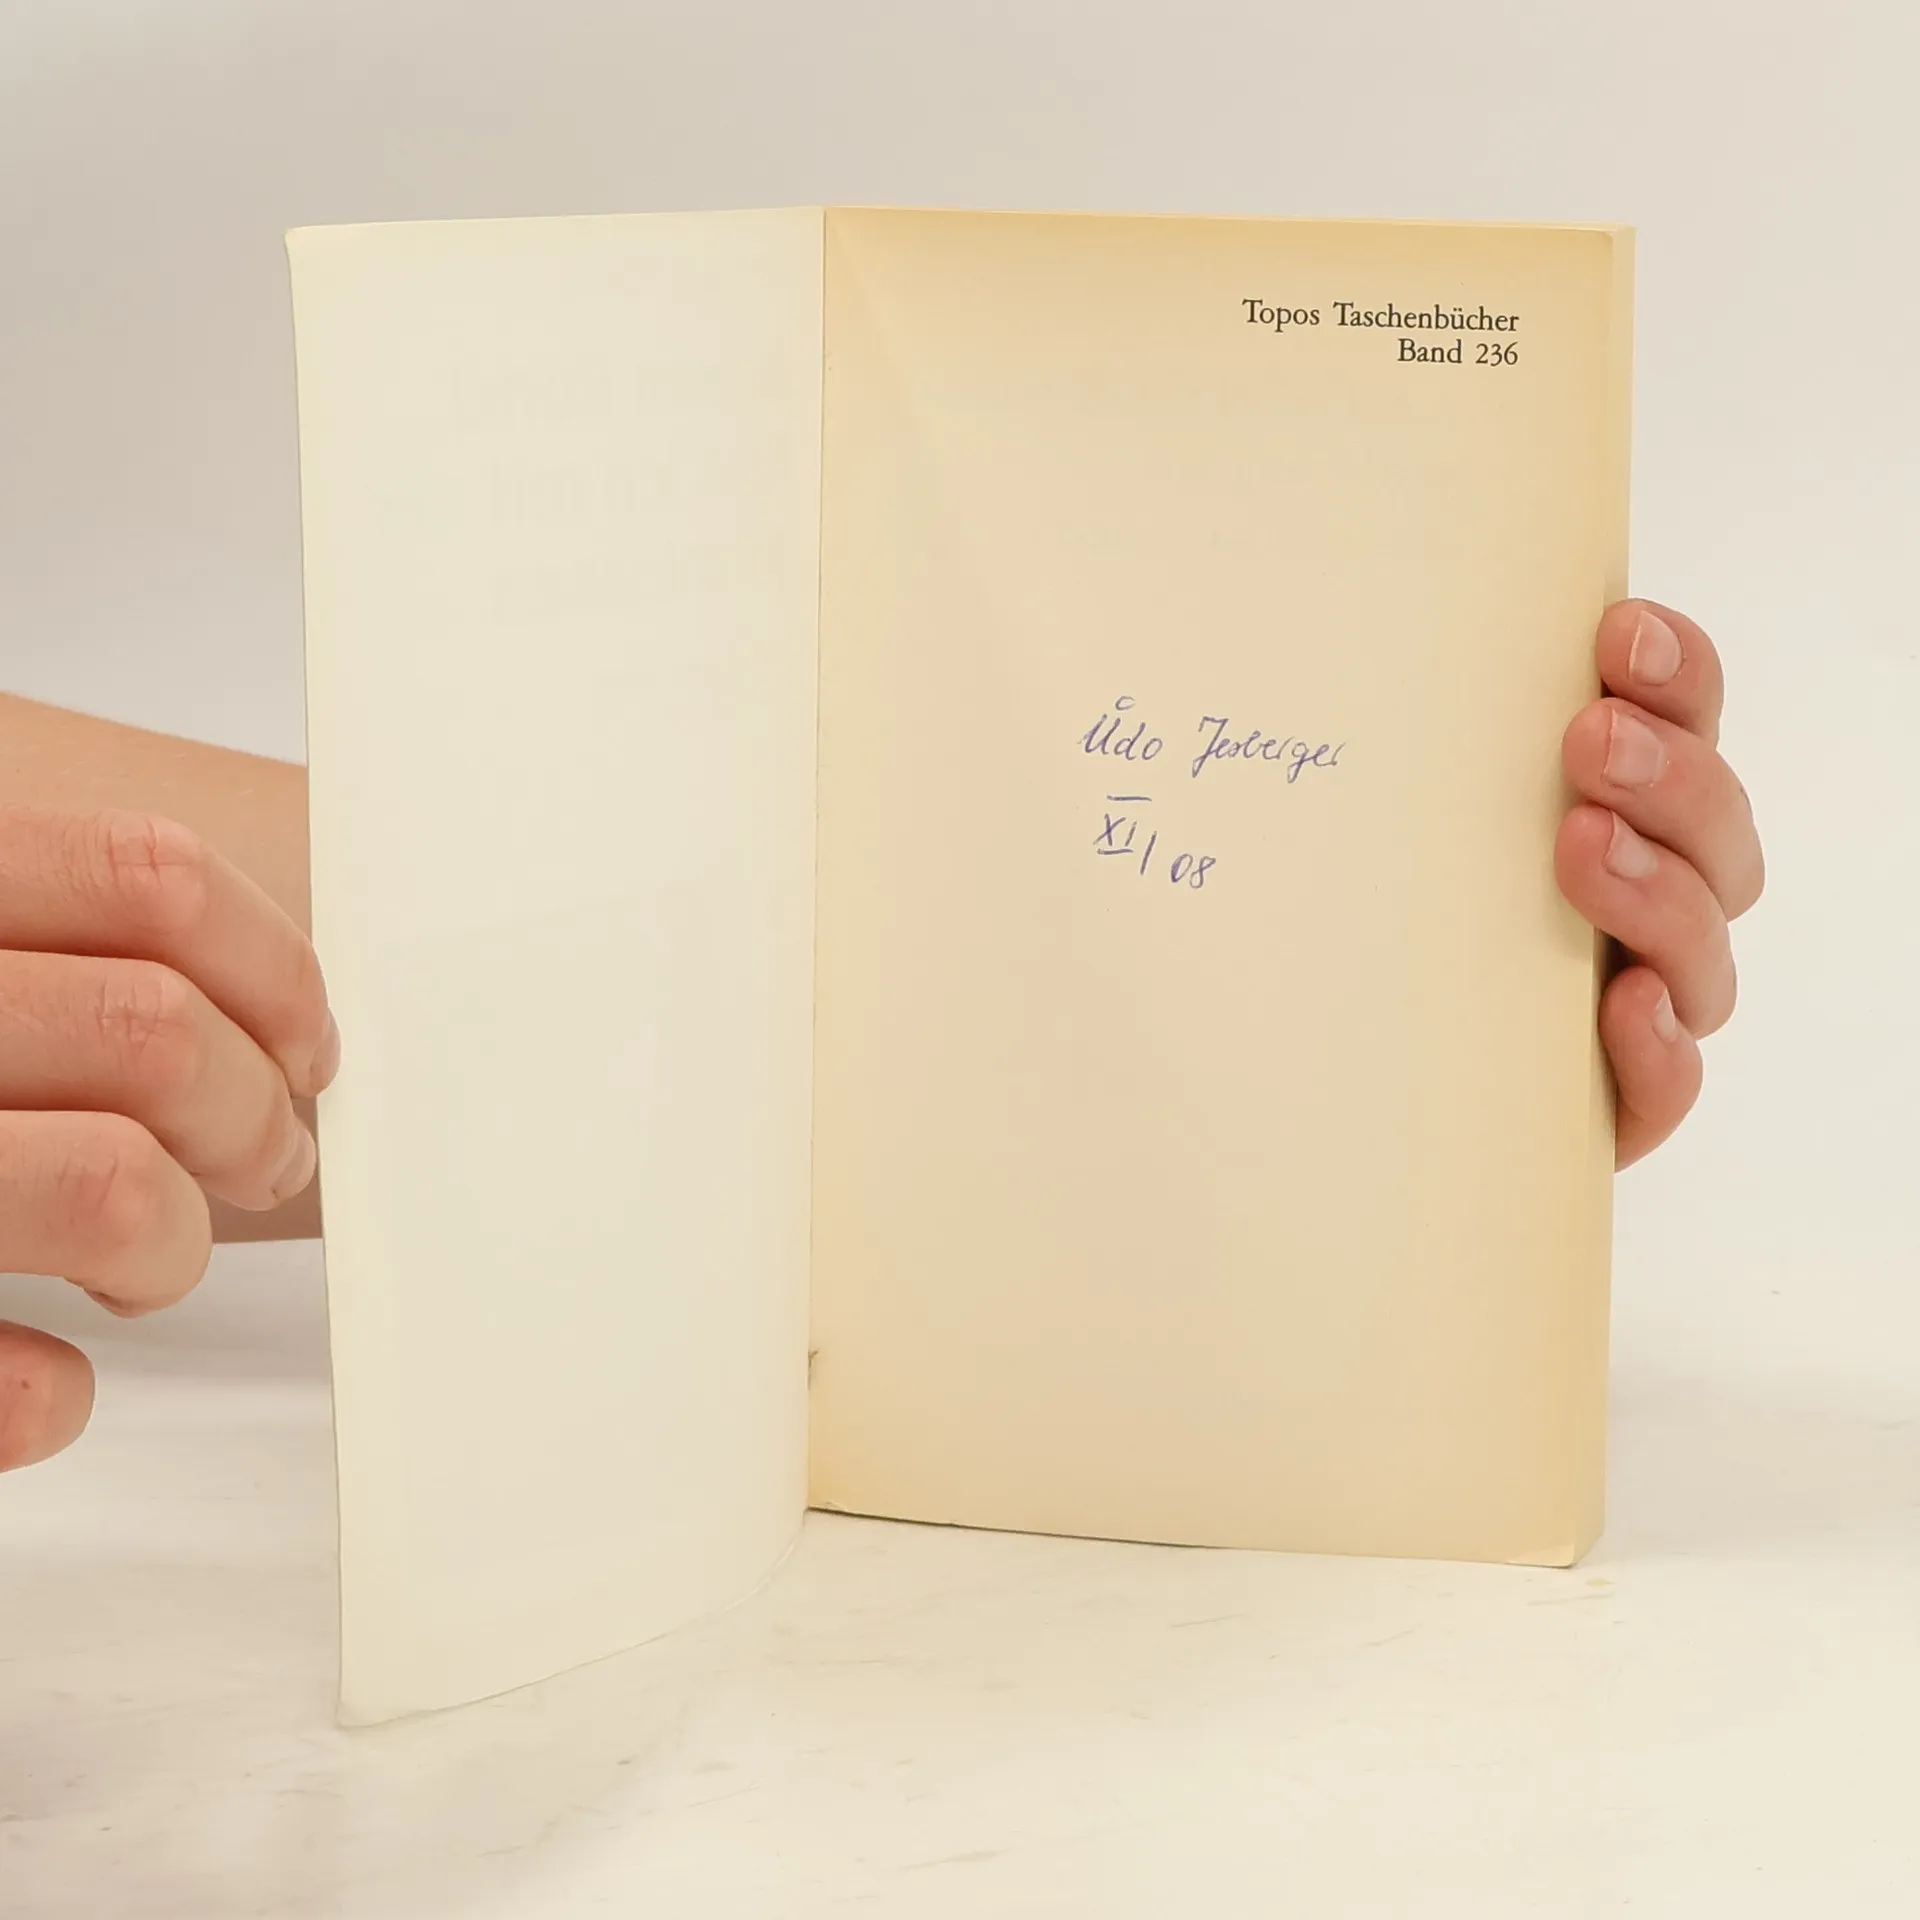 Topos Taschenbücher
Band 236
Udo Jesberger
XI/08